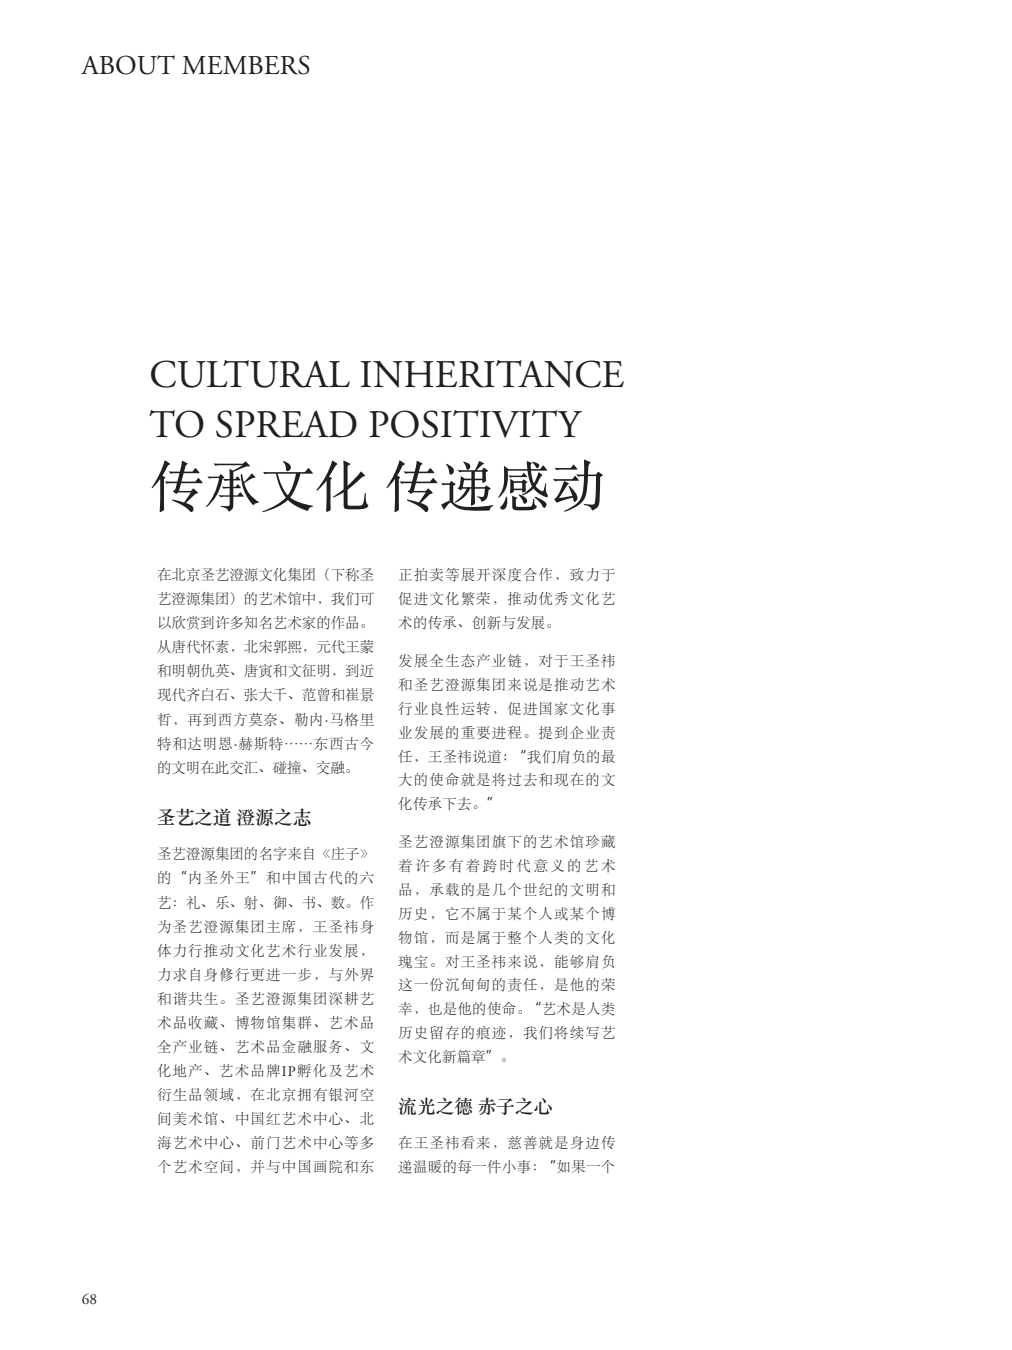 ABOUT MEMBERS
CULTURAL INHERITANCE
TO SPREAD POSITIVITY
传承文化 传递感动
在北京圣艺澄源文化集团（下称圣
艺澄源集团）的艺术馆中，我们可
以欣赏到许多知名艺术家的作品。
从唐代怀素，北宋郭熙，元代王蒙
和明朝仇英、唐寅和文征明，到近
现代齐白石、张大千、范曾和崔景
哲，再到西方莫奈、勒内·马格里
特和达明恩·赫斯特……东西古今
的文明在此交汇、碰撞、交融。
圣艺之道 澄源之志
圣艺澄源集团的名字来自《庄子》
的“内圣外王”和中国古代的六
艺：礼、乐、射、御、书、数。作
为圣艺澄源集团主席，王圣祎身
体力行推动文化艺术行业发展，
力求自身修行更进一步，与外界
和谐共生。圣艺澄源集团深耕艺
术品收藏、博物馆集群、艺术品
全产业链、艺术品金融服务、文
化地产、艺术品牌IP孵化及艺术
衍生品领域，在北京拥有银河空
间美术馆、中国红艺术中心、北
海艺术中心、前门艺术中心等多
个艺术空间，并与中国画院和东
正拍卖等展开深度合作，致力于
促进文化繁荣，推动优秀文化艺
术的传承、创新与发展。
发展全生态产业链，对于王圣祎
和圣艺澄源集团来说是推动艺术
行业良性运转，促进国家文化事
业发展的重要进程。提到企业责
任，王圣祎说道：“我们肩负的最
大的使命就是将过去和现在的文
化传承下去。”
圣艺澄源集团旗下的艺术馆珍藏
着许多有着跨时代意义的艺术
品，承载的是几个世纪的文明和
历史，它不属于某个人或某个博
物馆，而是属于整个人类的文化
瑰宝。对王圣祎来说，能够肩负
这一份沉甸甸的责任，是他的荣
幸，也是他的使命。“艺术是人类
历史留存的痕迹，我们将续写艺
术文化新篇章”。
流光之德 赤子之心
在王圣祎看来，慈善就是身边传
递温暖的每一件小事：“如果一个
68